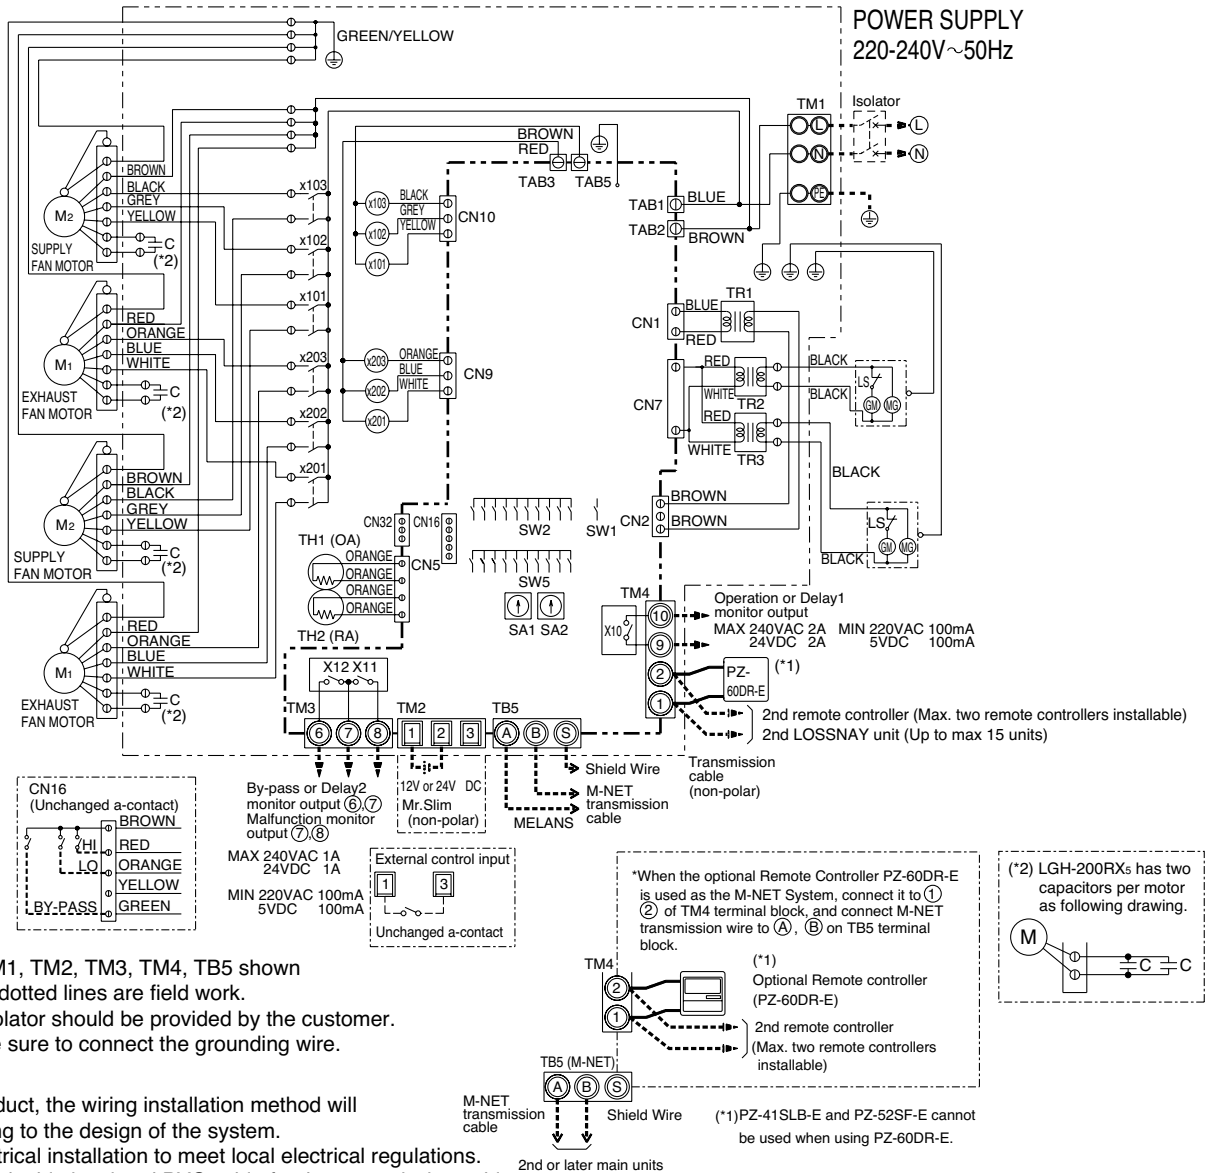 POWER SUPPLY
220-240V~50Hz
GREEN/YELLOW
TM1
Isolator
L
L
N
N
PE
BROWN
RED
TAB3
TAB5
TAB1
BLUE
TAB2
BROWN
BROWN
BLACK
GREY
YELLOW
M2
SUPPLY
FAN MOTOR
C
(*2)
x103
x102
x101
x203
x202
x201
x103
x102
x101
BLACK
GREY
YELLOW
CN10
RED
ORANGE
BLUE
WHITE
M1
EXHAUST
FAN MOTOR
C
(*2)
x203
x202
x201
ORANGE
BLUE
WHITE
CN9
TR1
CN1
BLUE
RED
CN7
RED
WHITE
TR2
RED
WHITE
TR3
BLACK
BLACK
LS
GM
MG
BLACK
BLACK
LS
GM
MG
CN2
BROWN
BROWN
BROWN
BLACK
GREY
YELLOW
M2
SUPPLY
FAN MOTOR
C
(*2)
CN32
CN16
TH1 (OA)
ORANGE
ORANGE
ORANGE
ORANGE
CN5
TH2 (RA)
SW2
SW1
SW5
SA1
SA2
RED
ORANGE
BLUE
WHITE
M1
EXHAUST
FAN MOTOR
C
(*2)
X12 X11
TM3
6
7
8
TM2
1
2
3
TB5
A
B
S
TM4
X10
10
9
2
1
Operation or Delay1
monitor output
MAX 240VAC 2A MIN 220VAC 100mA
24VDC 2A 5VDC 100mA
PZ-
60DR-E
(*1)
2nd remote controller (Max. two remote controllers installable)
2nd LOSSNAY unit (Up to max 15 units)
Transmission
cable
(non-polar)
Shield Wire
M-NET
transmission
cable
MELANS
12V or 24V DC
Mr.Slim
(non-polar)
By-pass or Delay2
monitor output ⑥,⑦
Malfunction monitor
output ⑦,⑧
MAX 240VAC 1A
24VDC 1A
MIN 220VAC 100mA
5VDC 100mA
External control input
1
3
Unchanged a-contact
CN16
(Unchanged a-contact)
BROWN
HI
RED
LO
ORANGE
YELLOW
BY-PASS
GREEN
*When the optional Remote Controller PZ-60DR-E
is used as the M-NET System, connect it to ①
② of TM4 terminal block, and connect M-NET
transmission wire to Ⓐ, Ⓑ on TB5 terminal
block.
TM4
2
1
(*1)
Optional Remote controller
(PZ-60DR-E)
2nd remote controller
(Max. two remote controllers
installable)
TB5 (M-NET)
A
B
S
M-NET
transmission
cable
Shield Wire
2nd or later main units
(*1)PZ-41SLB-E and PZ-52SF-E cannot
be used when using PZ-60DR-E.
(*2) LGH-200RX5 has two
capacitors per motor
as following drawing.
M
C
C
M1, TM2, TM3, TM4, TB5 shown
dotted lines are field work.
olator should be provided by the customer.
e sure to connect the grounding wire.
duct, the wiring installation method will
ng to the design of the system.
trical installation to meet local electrical regulations.